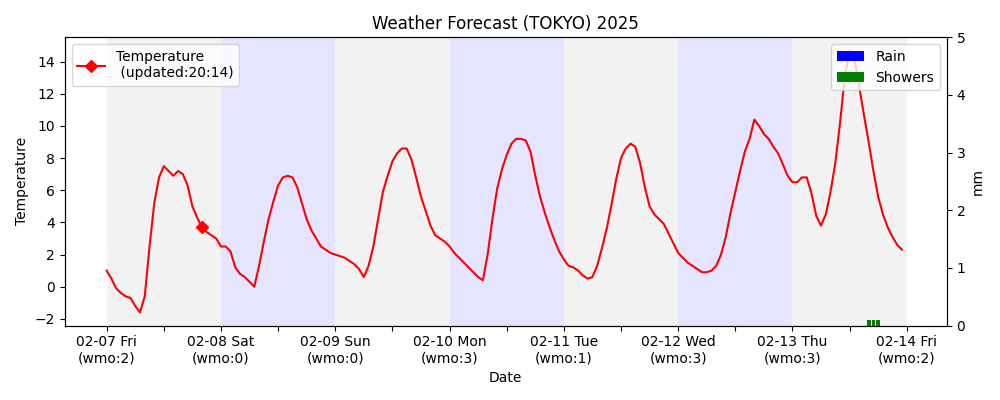 Weather Forecast (TOKYO) 2025
Temperature
(updated:20:14)
Rain
Showers
14
12
10
8
6
4
2
0
−2
Temperature
5
4
3
2
1
0
mm
02-07 Fri 02-08 Sat 02-09 Sun 02-10 Mon 02-11 Tue 02-12 Wed 02-13 Thu 02-14 Fri
(wmo:2) (wmo:0) (wmo:0) (wmo:3) (wmo:1) (wmo:3) (wmo:3) (wmo:2)
Date